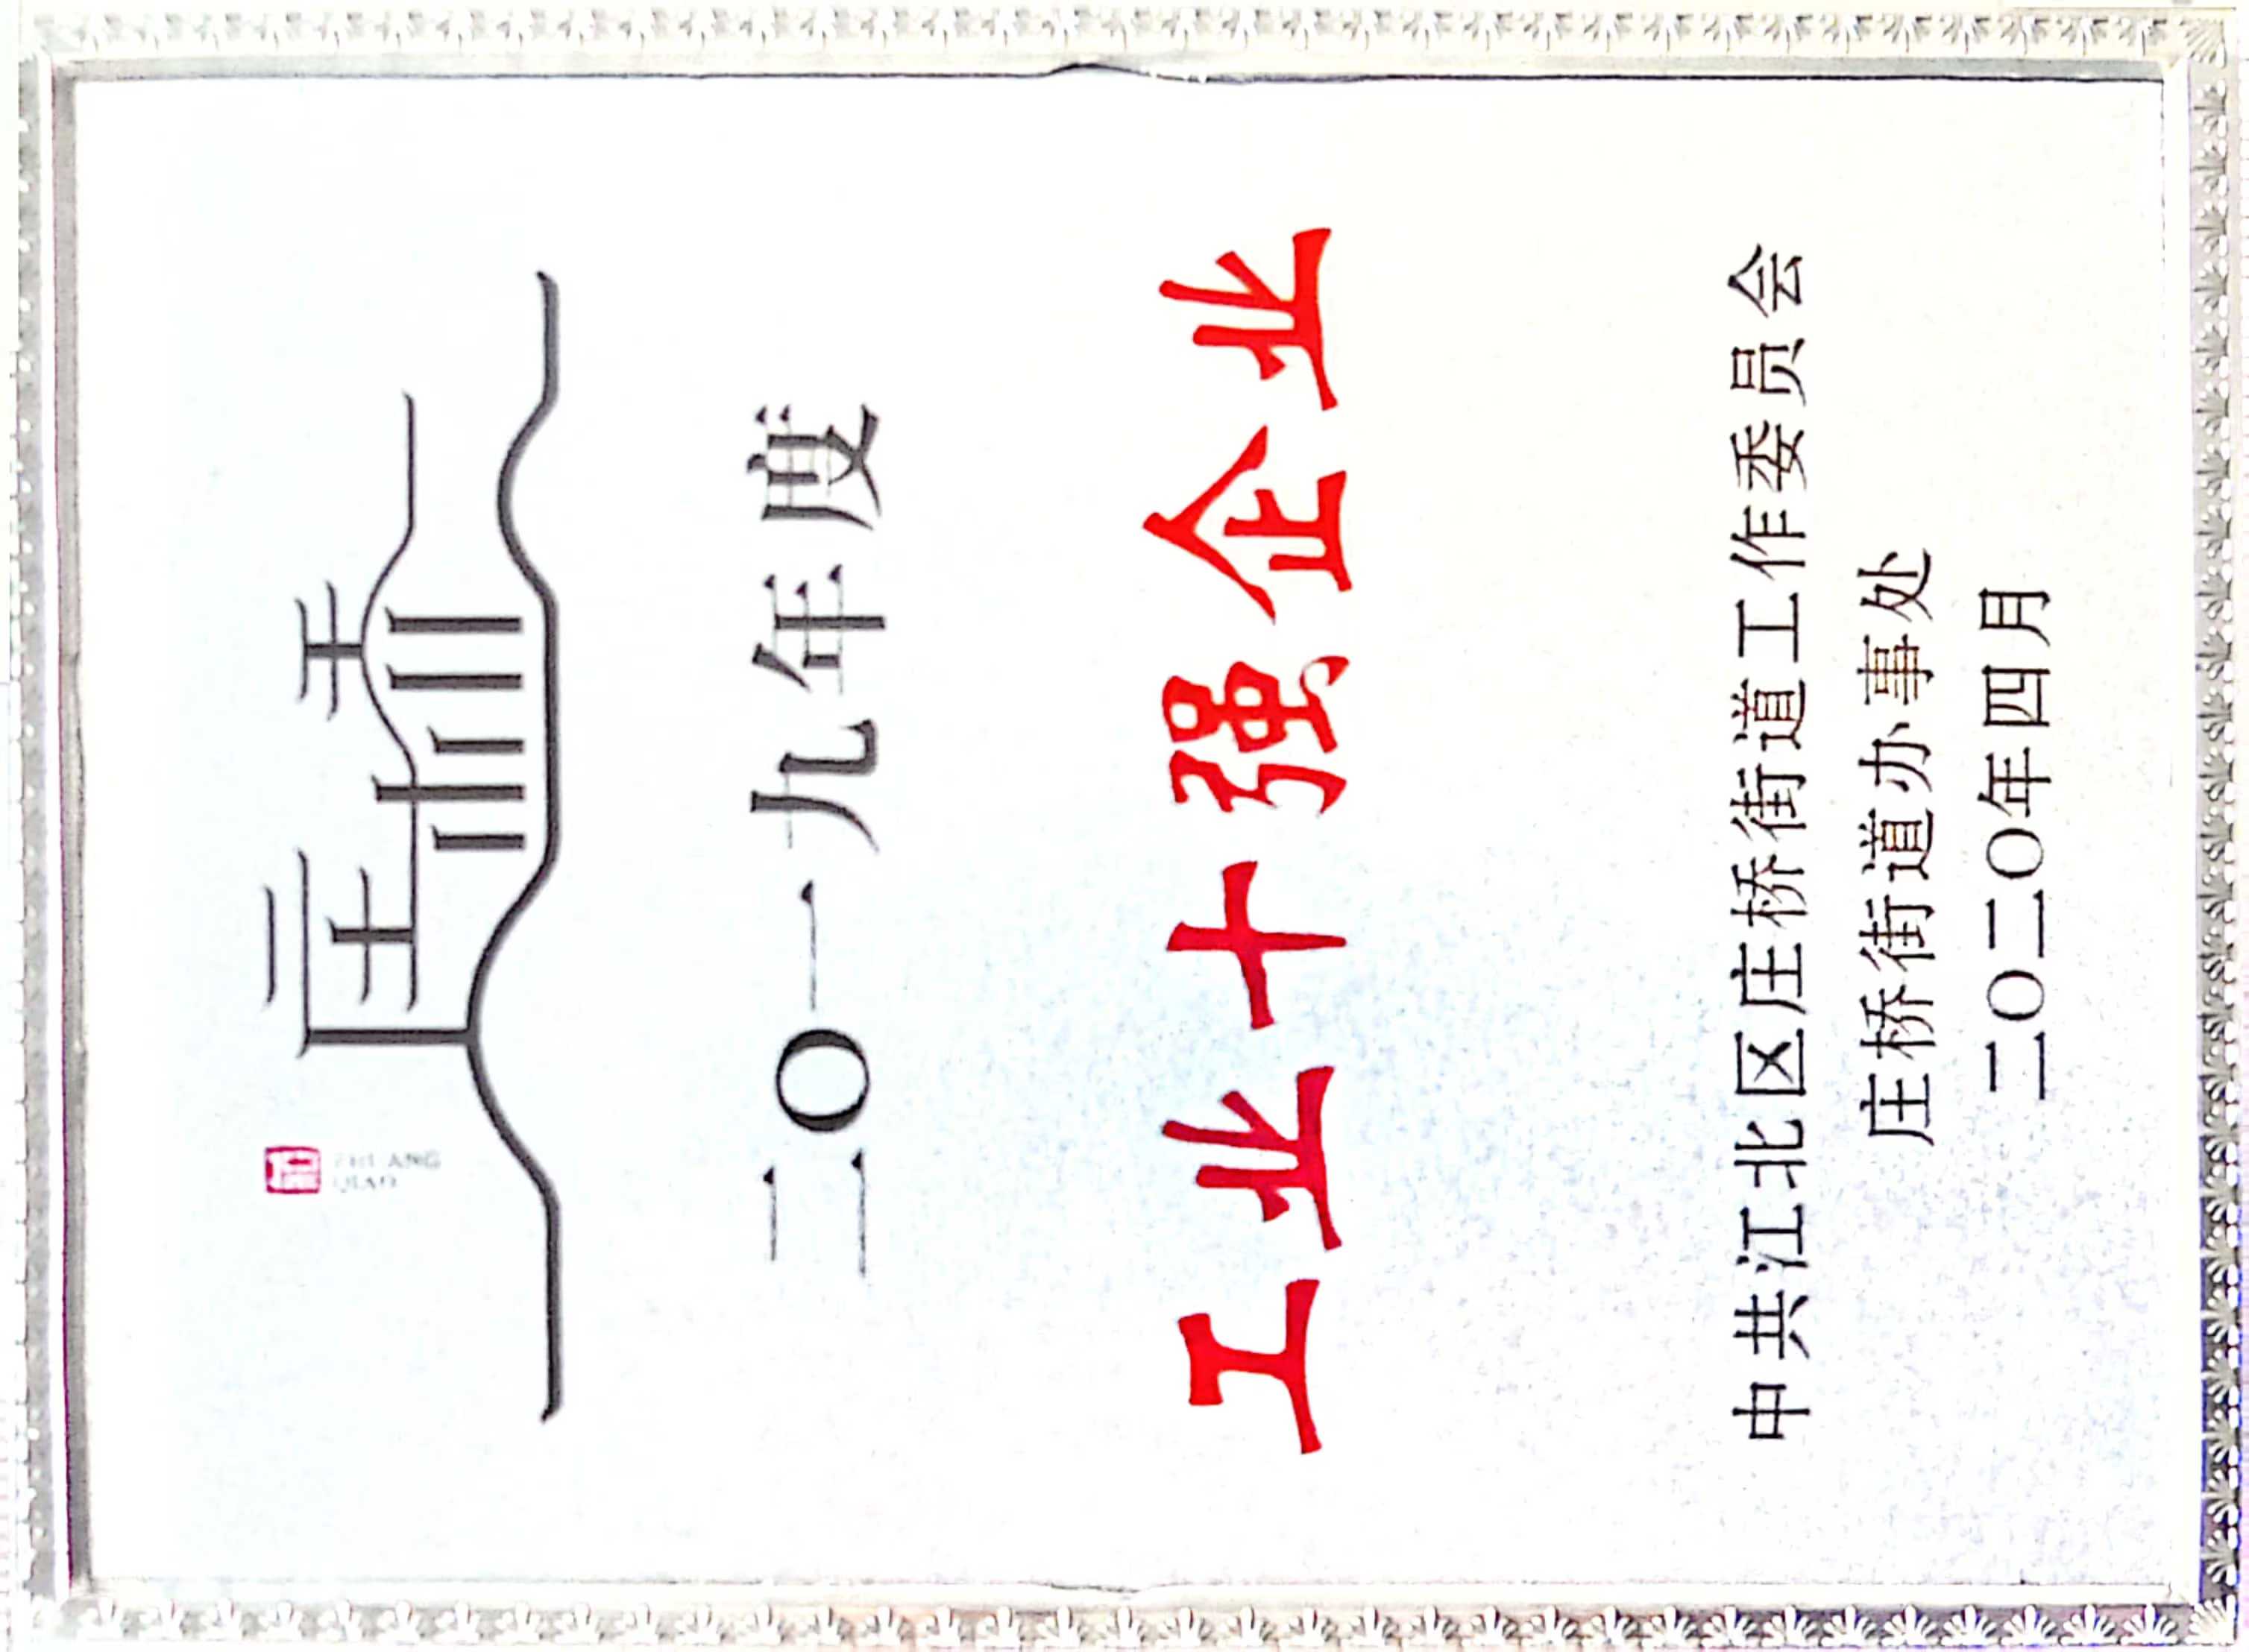 ZHUANG
QIAO
二〇一九年度
工业十强企业
中共江北区庄桥街道工作委员会
庄桥街道办事处
二〇二〇年四月